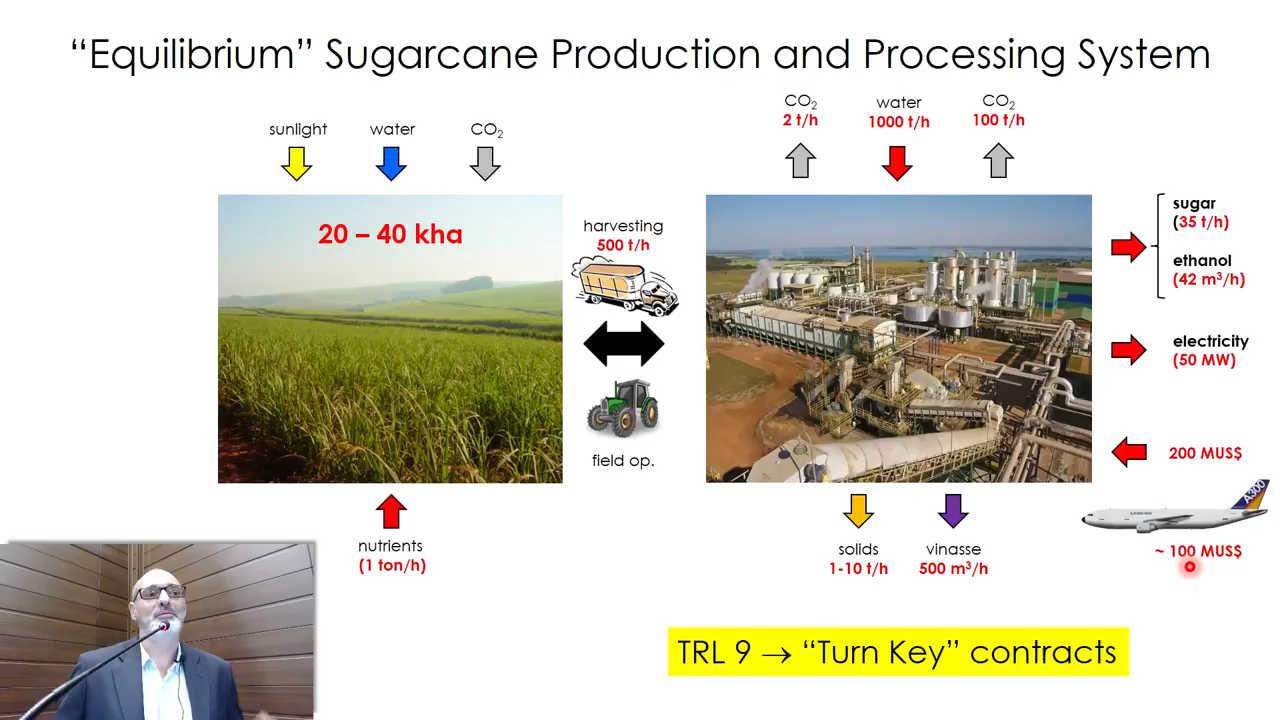 “Equilibrium” Sugarcane Production and Processing System
sunlight
water
CO₂
CO₂
2 t/h
water
1000 t/h
CO₂
100 t/h
20 – 40 kha
harvesting
500 t/h
field op.
sugar
(35 t/h)
ethanol
(42 m³/h)
electricity
(50 MW)
200 MUS$
A300
~ 100 MUS$
nutrients
(1 ton/h)
solids
1-10 t/h
vinasse
500 m³/h
TRL 9 → “Turn Key” contracts